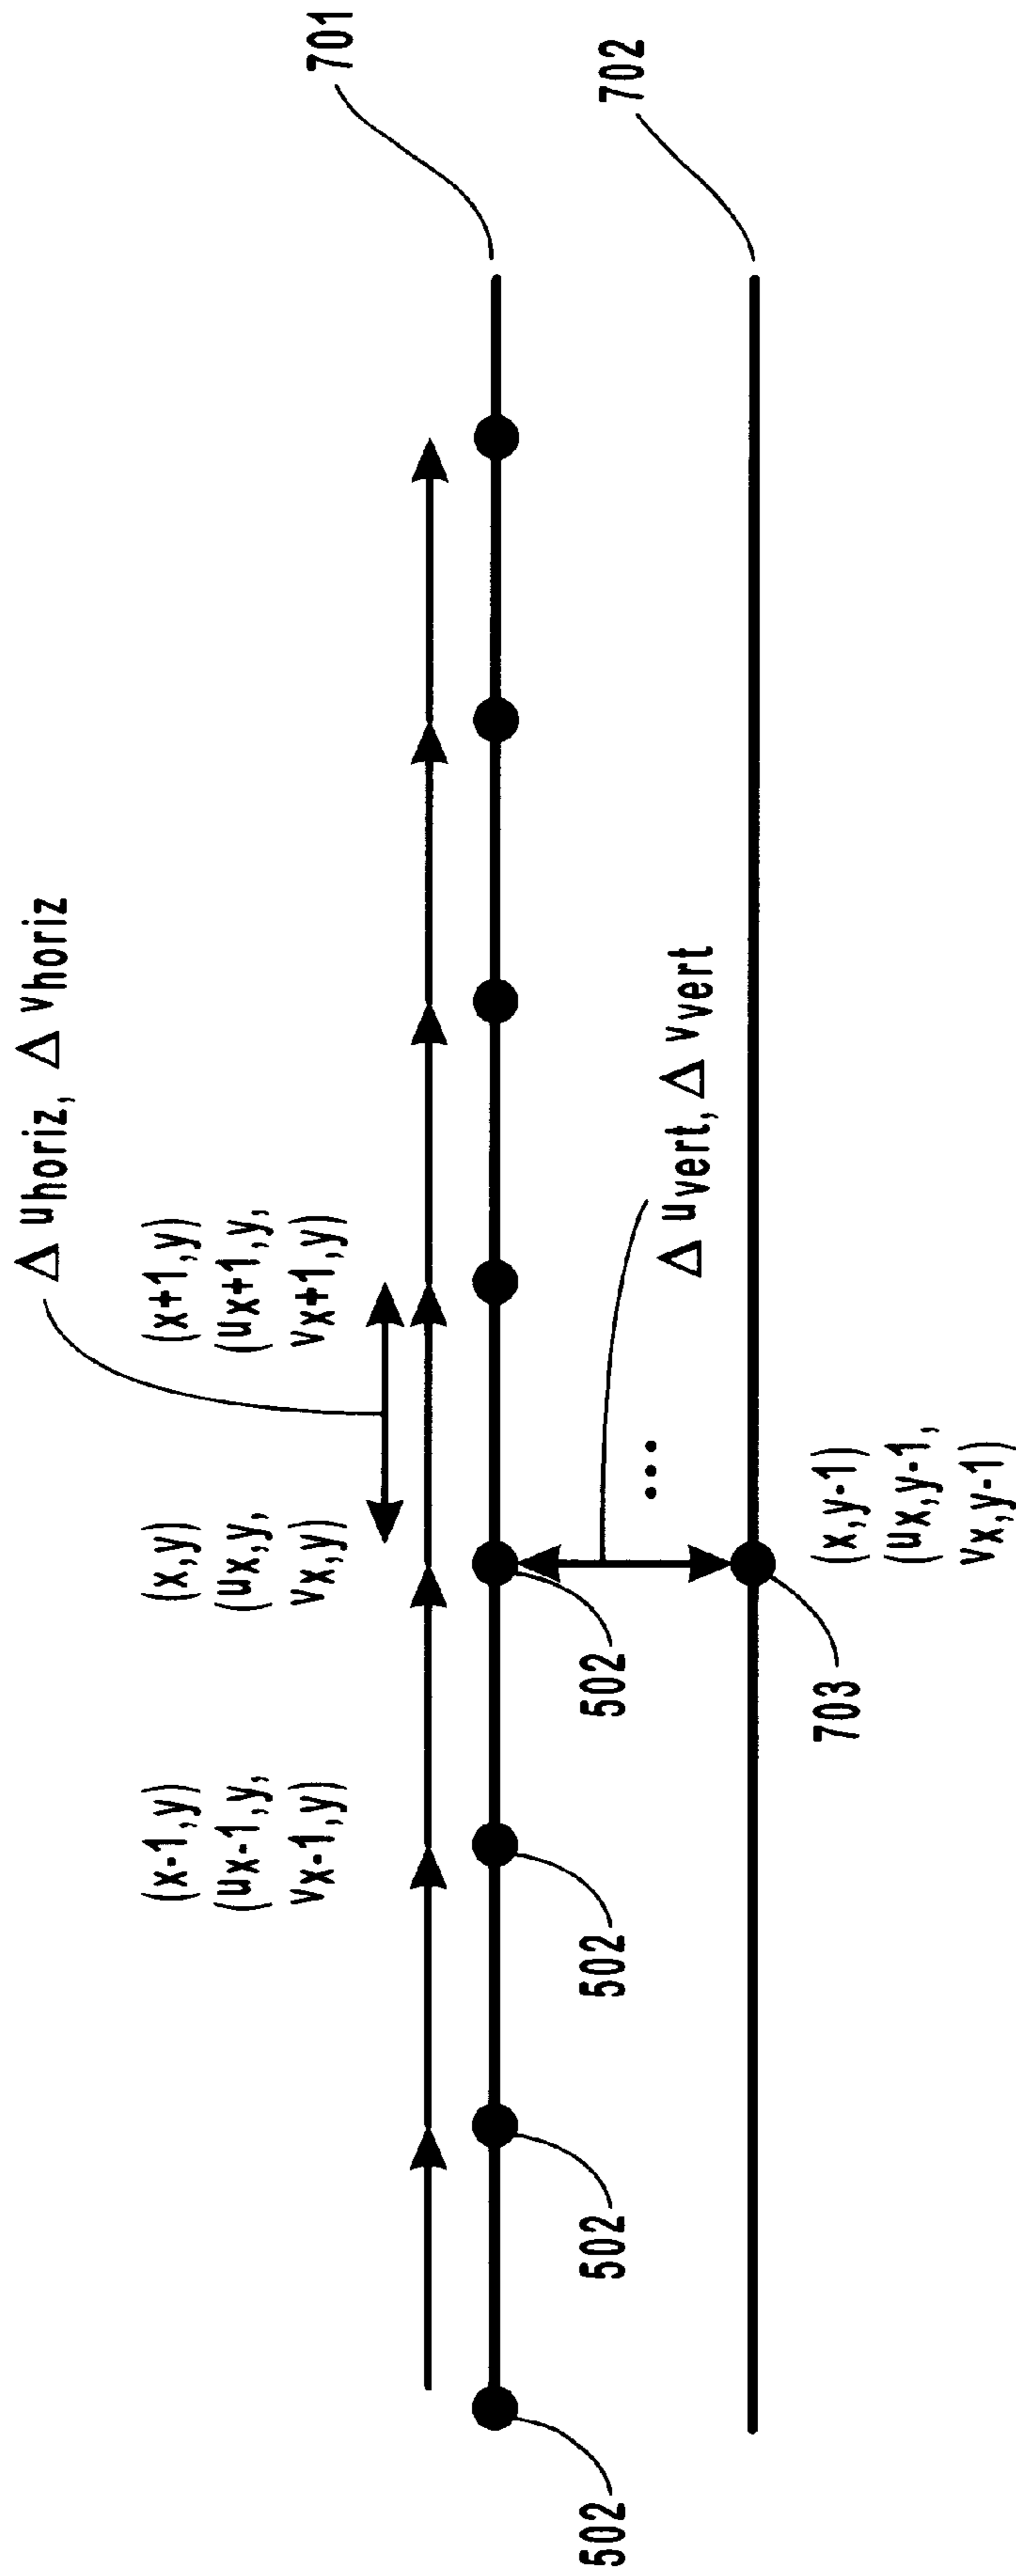 Δ uhoriz, Δ vhoriz
(x-1,y)
(ux-1,y,
vx-1,y)
(x,y)
(ux,y,
vx,y)
(x+1,y)
(ux+1,y,
vx+1,y)
701
502
502
502
502
...
Δ uvert, Δ vvert
702
703
(x,y-1)
(ux,y-1,
vx,y-1)